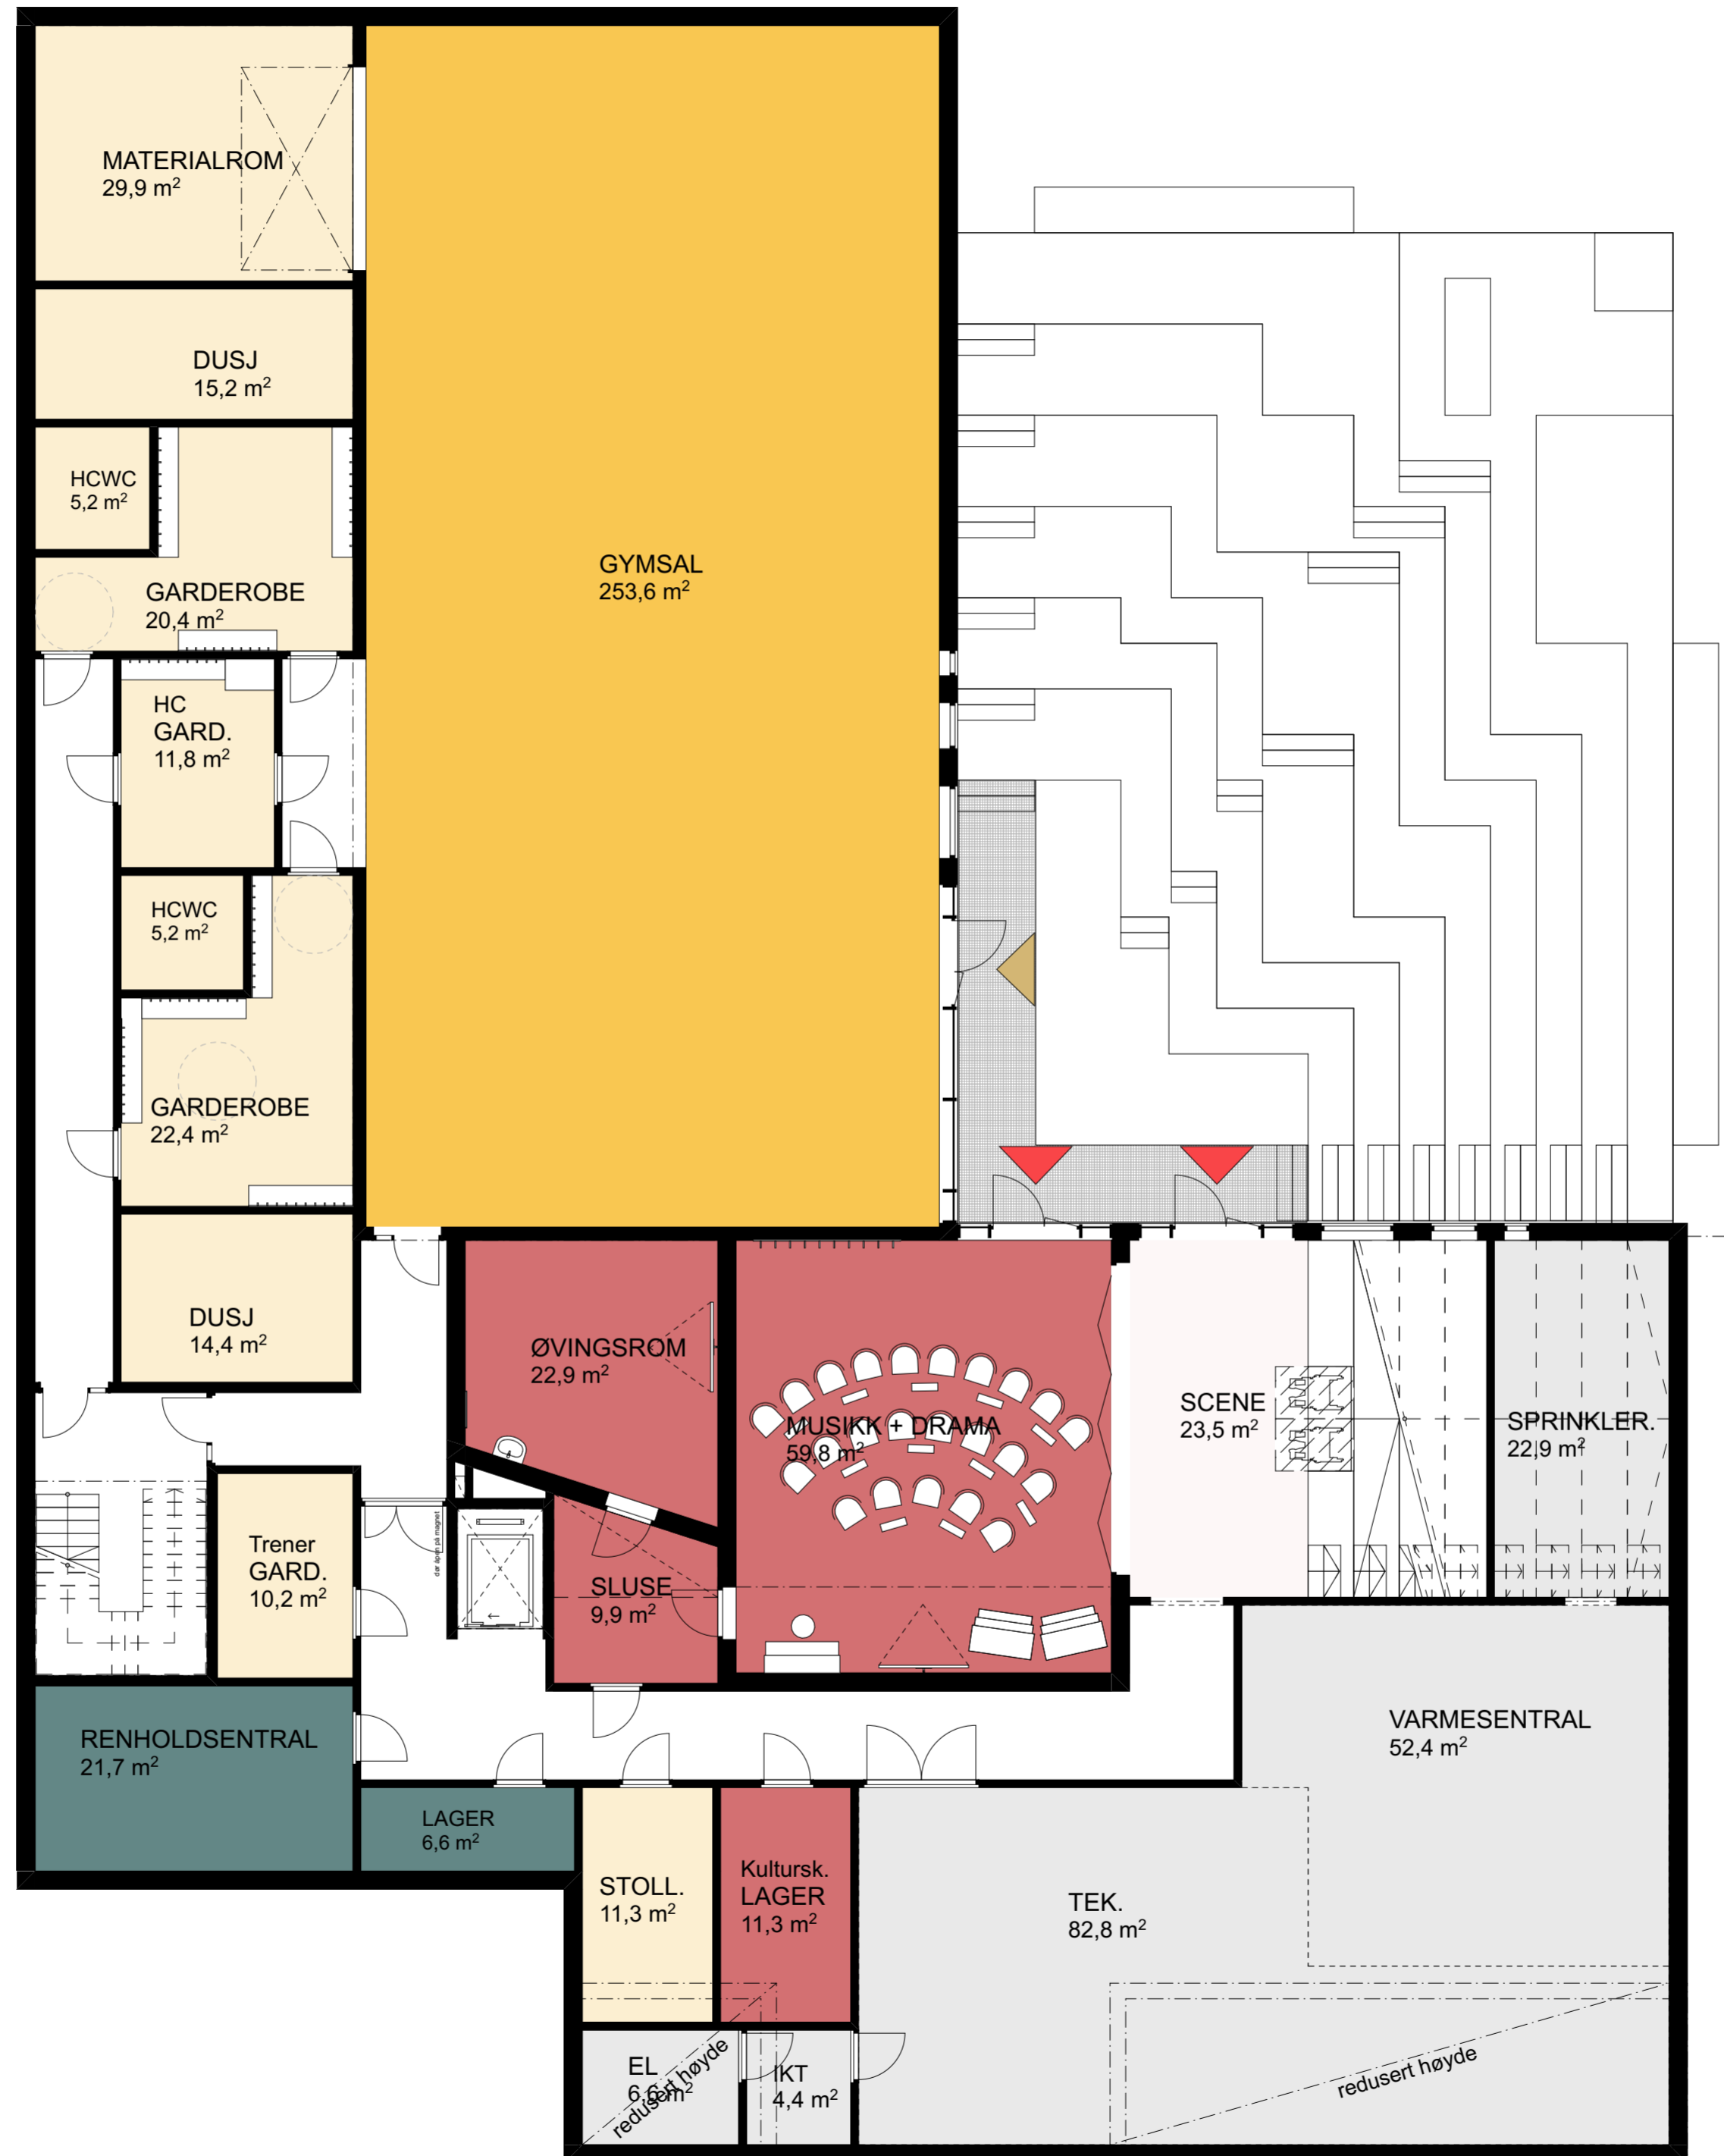 MATERIALROM
29,9 m²
DUSJ
15,2 m²
HCWC
5,2 m²
GARDEROBE
20,4 m²
GYMSAL
253,6 m²
HC
GARD.
11,8 m²
HCWC
5,2 m²
GARDEROBE
22,4 m²
DUSJ
14,4 m²
ØVINGSROM
22,9 m²
MUSIKK + DRAMA
59,8 m²
SCENE
23,5 m²
SPRINKLER.
22,9 m²
Trener
GARD.
10,2 m²
dør åpen på magnet
SLUSE
9,9 m²
RENHOLDSENTRAL
21,7 m²
VARMESENTRAL
52,4 m²
LAGER
6,6 m²
STOLL.
11,3 m²
Kultursk.
LAGER
11,3 m²
TEK.
82,8 m²
EL
6,6 m²
redusert høyde
IKT
4,4 m²
redusert høyde